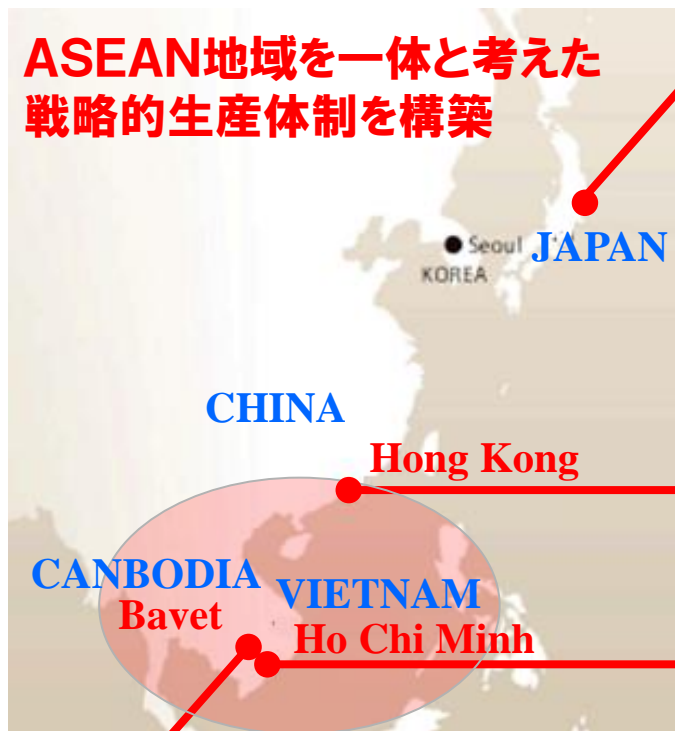 ASEAN地域を一体と考えた
戦略的生産体制を構築
Seoul
JAPAN
KOREA
CHINA
Hong Kong
CANBODIA
VIETNAM
Bavet
Ho Chi Minh